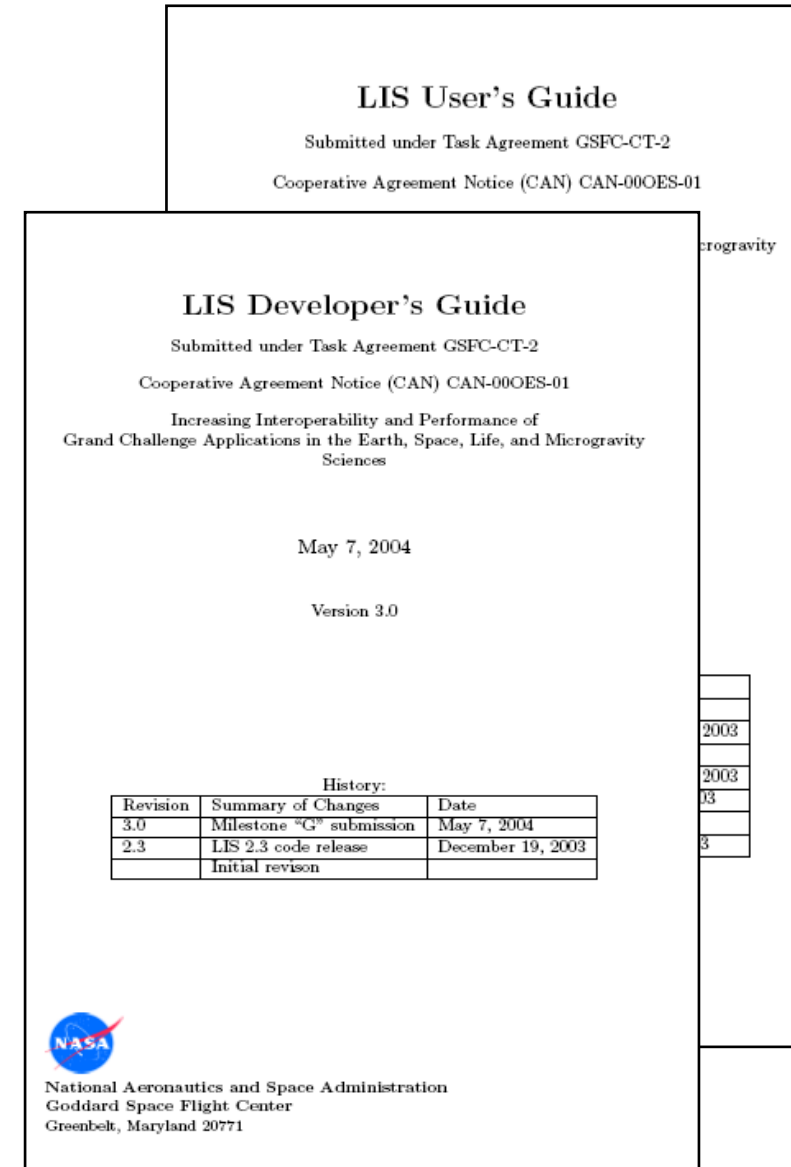 LIS User's Guide
Submitted under Task Agreement GSFC-CT-2
Cooperative Agreement Notice (CAN) CAN-00OES-01
LIS Developer's Guide
Submitted under Task Agreement GSFC-CT-2
Cooperative Agreement Notice (CAN) CAN-00OES-01
Increasing Interoperability and Performance of
Grand Challenge Applications in the Earth, Space, Life, and Microgravity
Sciences
May 7, 2004
Version 3.0
History:
Revision Summary of Changes Date
3.0 Milestone "G" submission May 7, 2004
2.3 LIS 2.3 code release December 19, 2003
Initial revison
NASA
National Aeronautics and Space Administration
Goddard Space Flight Center
Greenbelt, Maryland 20771
crogravity
2003
2003
03
3